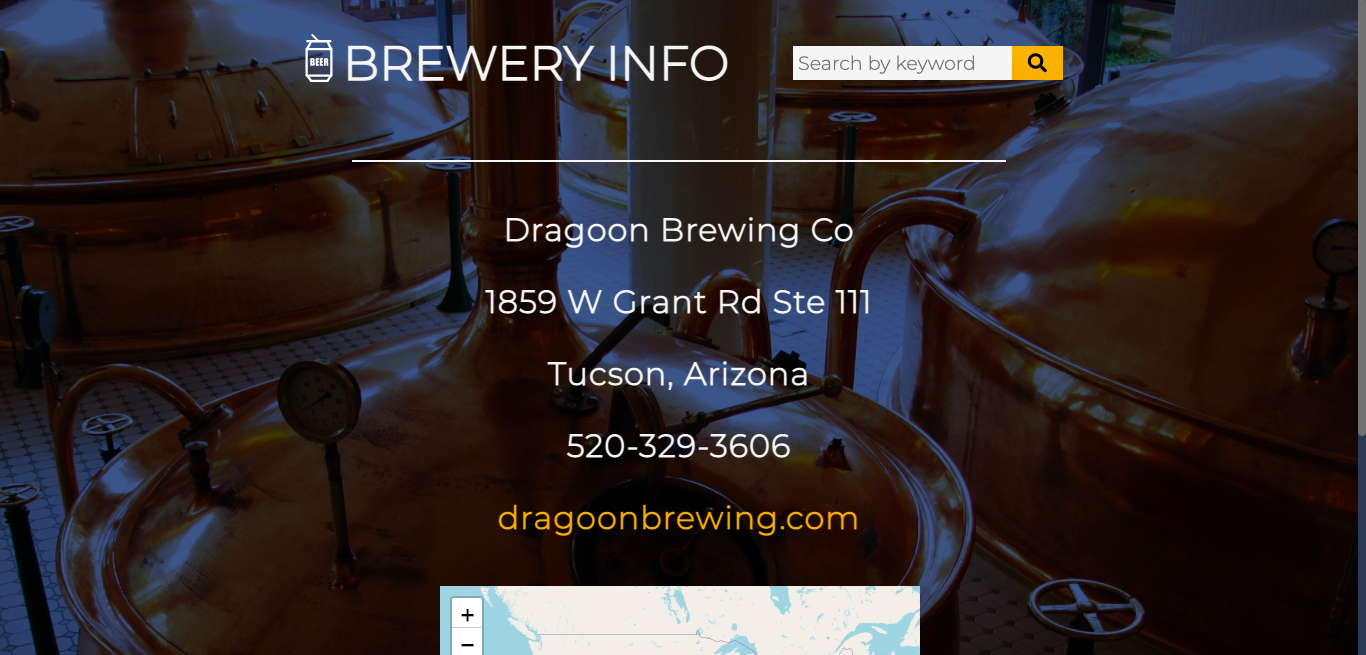 BEER
BREWERY INFO
Search by keyword
Dragoon Brewing Co
1859 W Grant Rd Ste 111
Tucson, Arizona
520-329-3606
dragoonbrewing.com
+
−